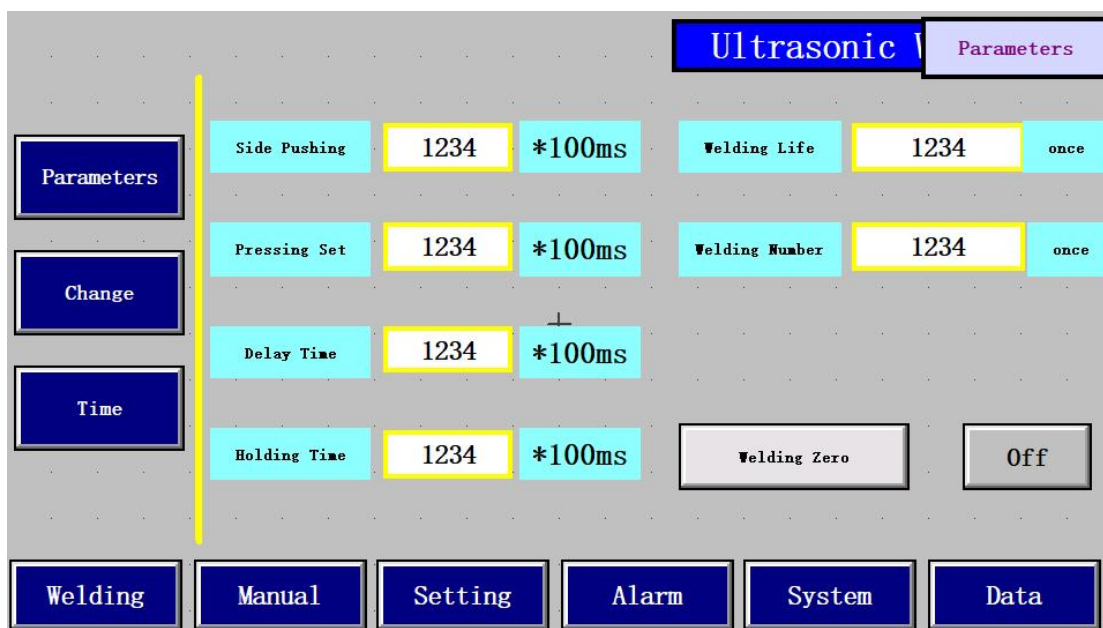 Ultrasonic
Parameters
Parameters
Side Pushing 1234 *100ms Welding Life 1234 once
Change
Pressing Set 1234 *100ms Welding Number 1234 once
Delay Time 1234 *100ms
Time
Holding Time 1234 *100ms Welding Zero Off
Welding Manual Setting Alarm System Data